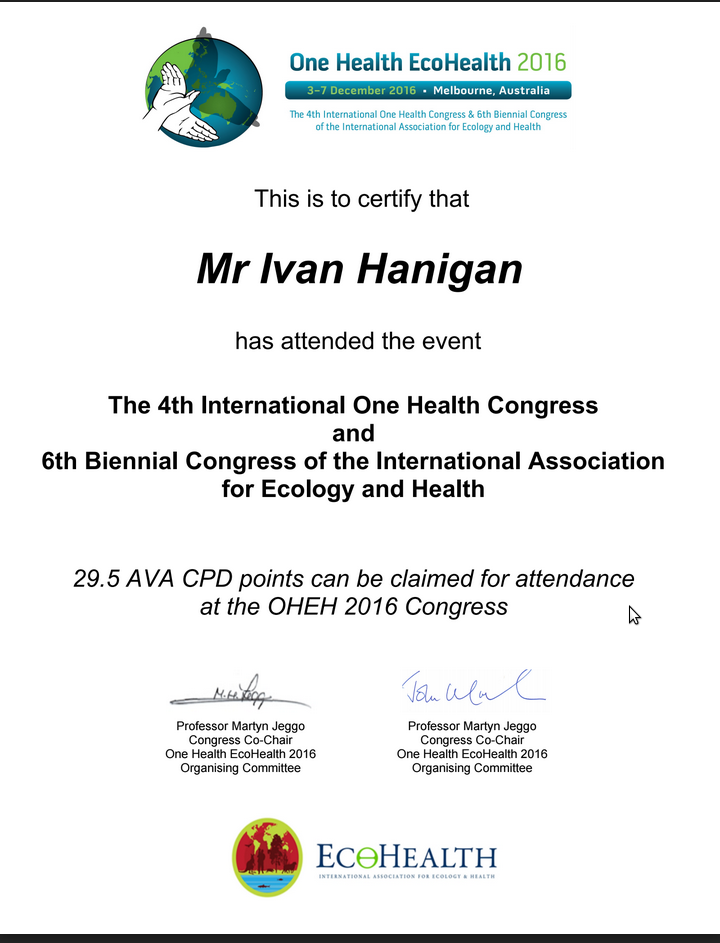 One Health EcoHealth 2016
3–7 December 2016 • Melbourne, Australia
The 4th International One Health Congress & 6th Biennial Congress
of the International Association for Ecology and Health
This is to certify that
Mr Ivan Hanigan
has attended the event
The 4th International One Health Congress
and
6th Biennial Congress of the International Association
for Ecology and Health
29.5 AVA CPD points can be claimed for attendance
at the OHEH 2016 Congress
Professor Martyn Jeggo
Congress Co-Chair
One Health EcoHealth 2016
Organising Committee
John
Professor Martyn Jeggo
Congress Co-Chair
One Health EcoHealth 2016
Organising Committee
ECOHEALTH
INTERNATIONAL ASSOCIATION FOR ECOLOGY & HEALTH